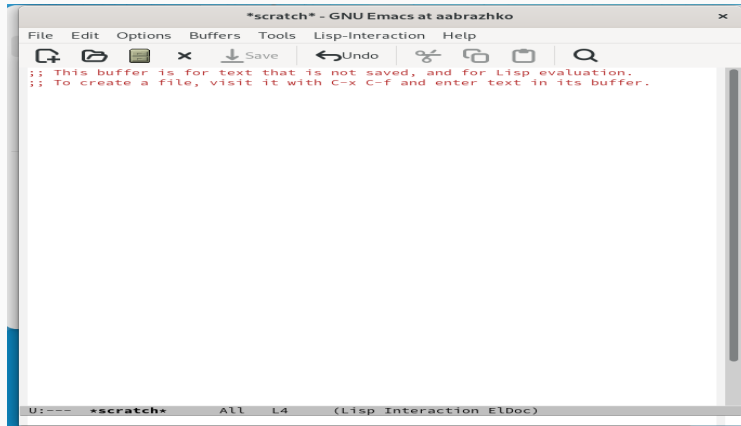 *scratch* - GNU Emacs at aabrazhko
File Edit Options Buffers Tools Lisp-Interaction Help
Save Undo
;; This buffer is for text that is not saved, and for Lisp evaluation.
;; To create a file, visit it with C-x C-f and enter text in its buffer.
U:--- *scratch* All L4 (Lisp Interaction ElDoc)